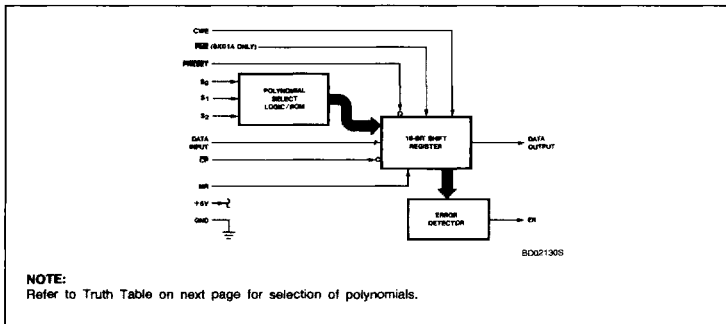 CWE
(8X01A ONLY)
PRESET
S0
S1
S2
POLYNOMIAL
SELECT
LOGIC/ROM
DATA
INPUT
CP
MR
+5V
GND
16-BIT SHIFT
REGISTER
DATA
OUTPUT
ERROR
DETECTOR
ER
BD02130S
NOTE:
Refer to Truth Table on next page for selection of polynomials.